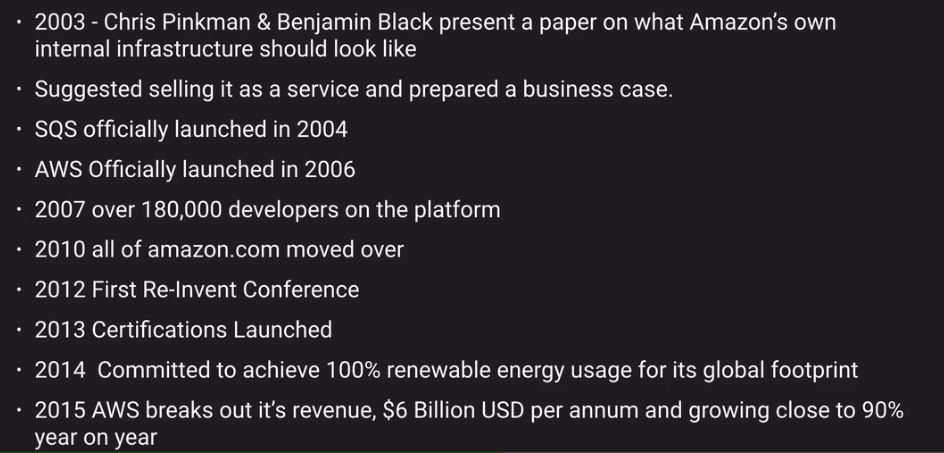 • 2003 - Chris Pinkman & Benjamin Black present a paper on what Amazon's own
internal infrastructure should look like
• Suggested selling it as a service and prepared a business case.
• SQS officially launched in 2004
• AWS Officially launched in 2006
• 2007 over 180,000 developers on the platform
• 2010 all of amazon.com moved over
• 2012 First Re-Invent Conference
• 2013 Certifications Launched
• 2014  Committed to achieve 100% renewable energy usage for its global footprint
• 2015 AWS breaks out it's revenue, $6 Billion USD per annum and growing close to 90%
year on year